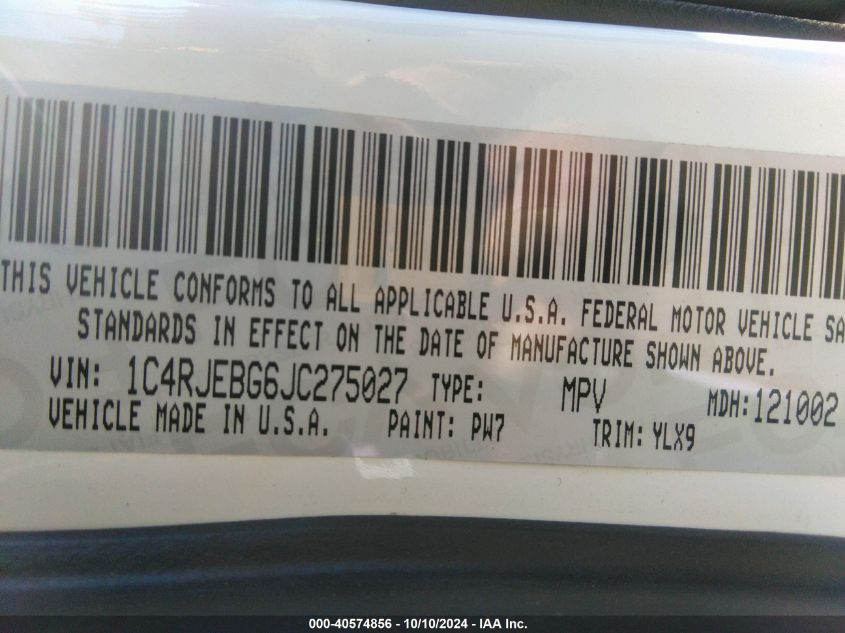 THIS VEHICLE CONFORMS TO ALL APPLICABLE U.S.A. FEDERAL MOTOR VEHICLE SA
STANDARDS IN EFFECT ON THE DATE OF MANUFACTURE SHOWN ABOVE.
VIN: 1C4RJEBG6JC275027 TYPE: MPV MDH:121002
VEHICLE MADE IN U.S.A. PAINT: PW7 TRIM: YLX9
000-40574856 - 10/10/2024 - IAA Inc.